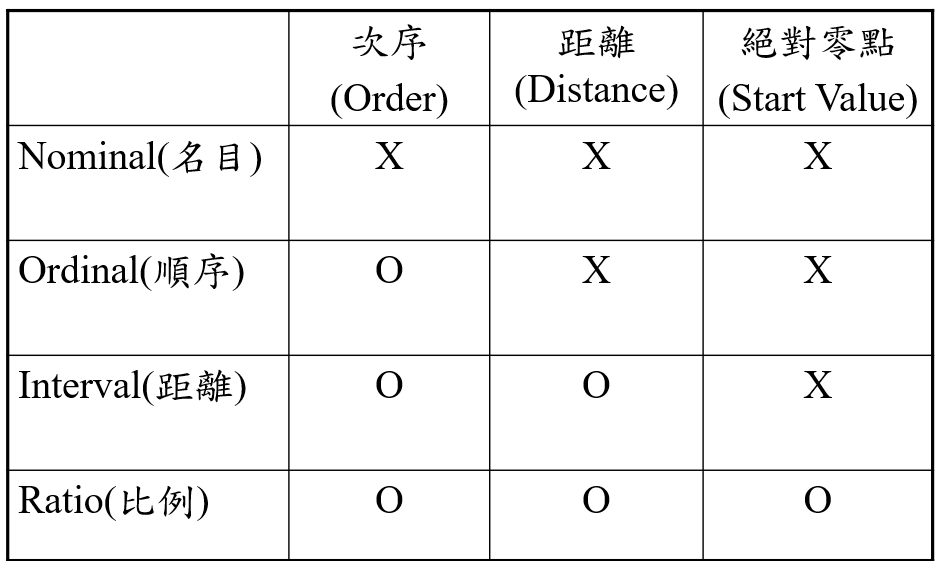 次序 距離 絕對零點
(Order) (Distance) (Start Value)
Nominal(名目) X X X
Ordinal(順序) O X X
Interval(距離) O O X
Ratio(比例) O O O